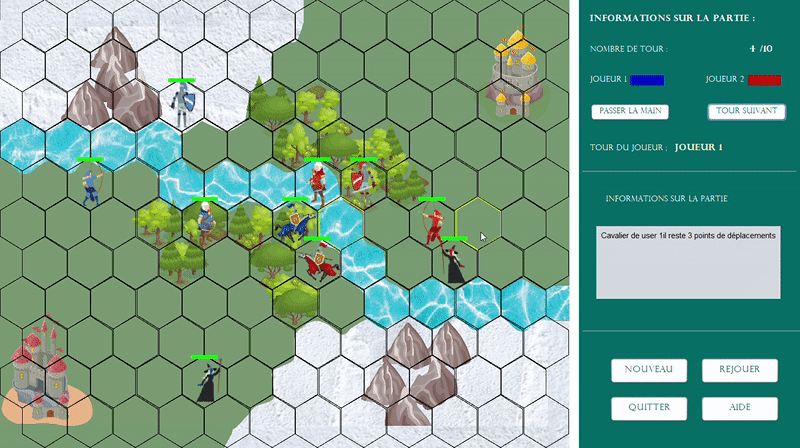 INFORMATIONS SUR LA PARTIE :
NOMBRE DE TOUR : 4 /10
JOUEUR 1 JOUEUR 2
PASSER LA MAIN TOUR SUIVANT
TOUR DU JOUEUR : JOUEUR 1
INFORMATIONS SUR LA PARTIE
Cavalier de user 1il reste 3 points de déplacements
NOUVEAU REJOUER
QUITTER AIDE